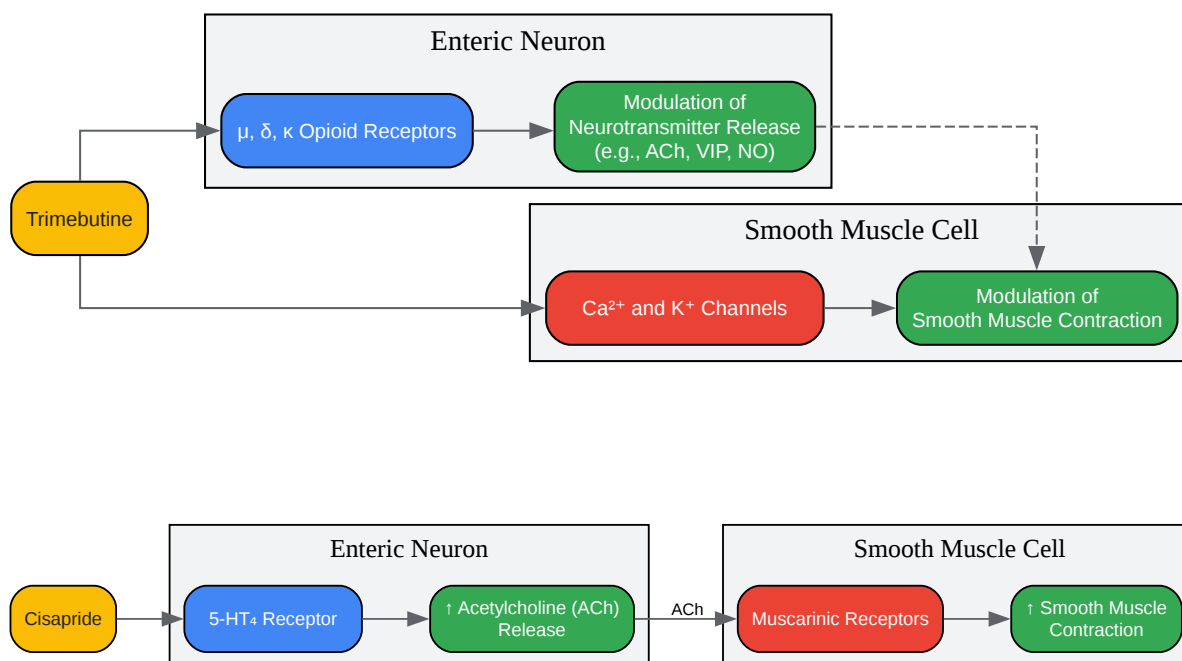 Enteric Neuron
μ, δ, κ Opioid Receptors
Modulation of
Neurotransmitter Release
(e.g., ACh, VIP, NO)
Trimebutine
Smooth Muscle Cell
Ca²⁺ and K⁺ Channels
Modulation of
Smooth Muscle Contraction
Enteric Neuron
Smooth Muscle Cell
Cisapride
5-HT₄ Receptor
↑ Acetylcholine (ACh)
Release
ACh
Muscarinic Receptors
↑ Smooth Muscle
Contraction